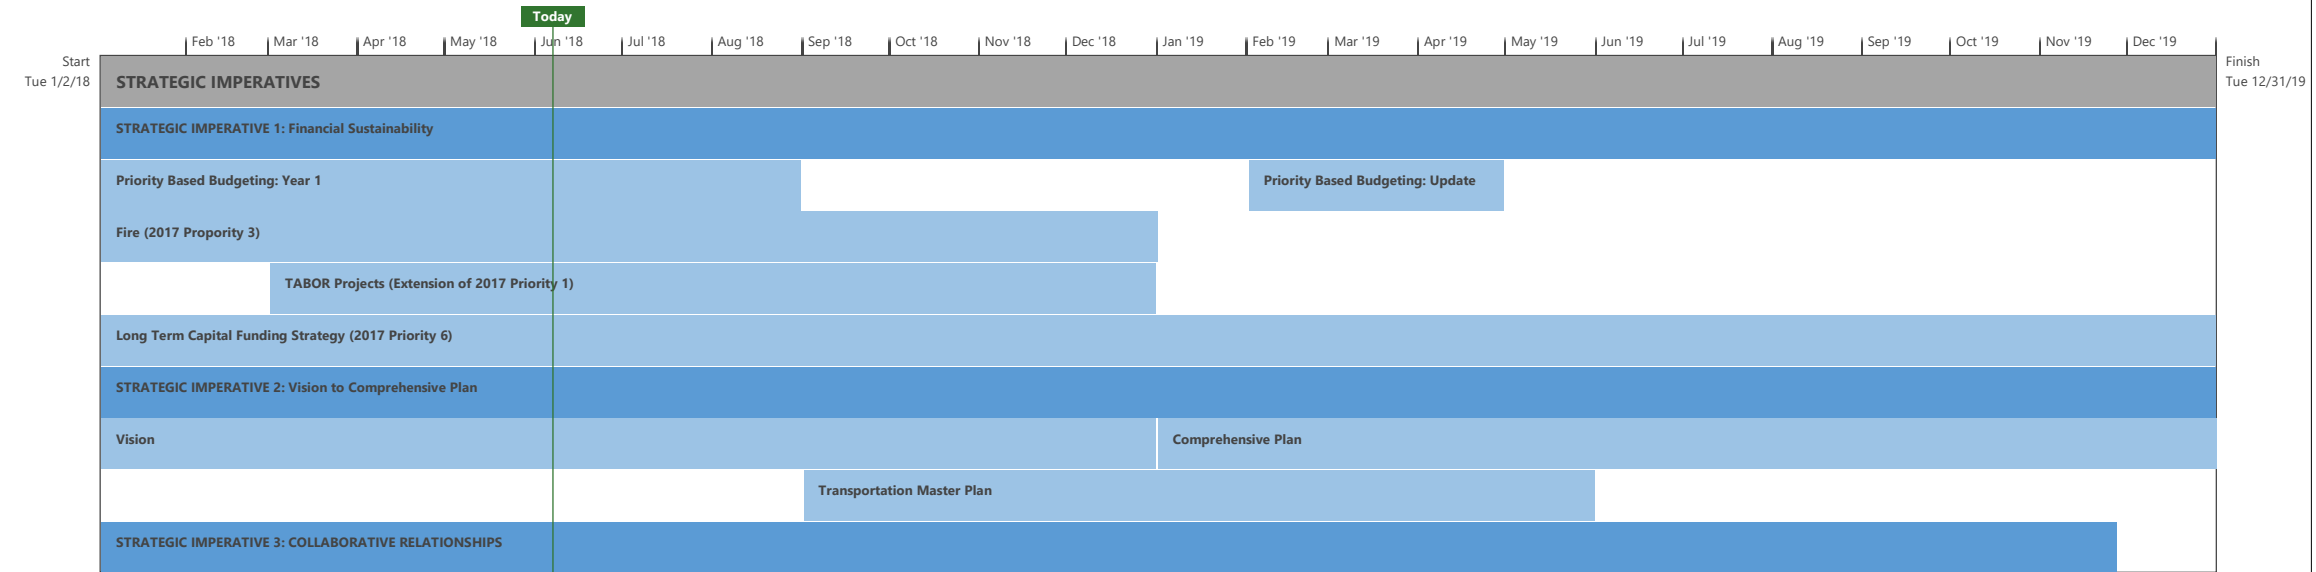 Today
Feb '18 Mar '18 Apr '18 May '18 Jun '18 Jul '18 Aug '18 Sep '18 Oct '18 Nov '18 Dec '18 Jan '19 Feb '19 Mar '19 Apr '19 May '19 Jun '19 Jul '19 Aug '19 Sep '19 Oct '19 Nov '19 Dec '19
Start
Tue 1/2/18
Finish
Tue 12/31/19
STRATEGIC IMPERATIVES
STRATEGIC IMPERATIVE 1: Financial Sustainability
Priority Based Budgeting: Year 1
Priority Based Budgeting: Update
Fire (2017 Propority 3)
TABOR Projects (Extension of 2017 Priority 1)
Long Term Capital Funding Strategy (2017 Priority 6)
STRATEGIC IMPERATIVE 2: Vision to Comprehensive Plan
Vision
Comprehensive Plan
Transportation Master Plan
STRATEGIC IMPERATIVE 3: COLLABORATIVE RELATIONSHIPS